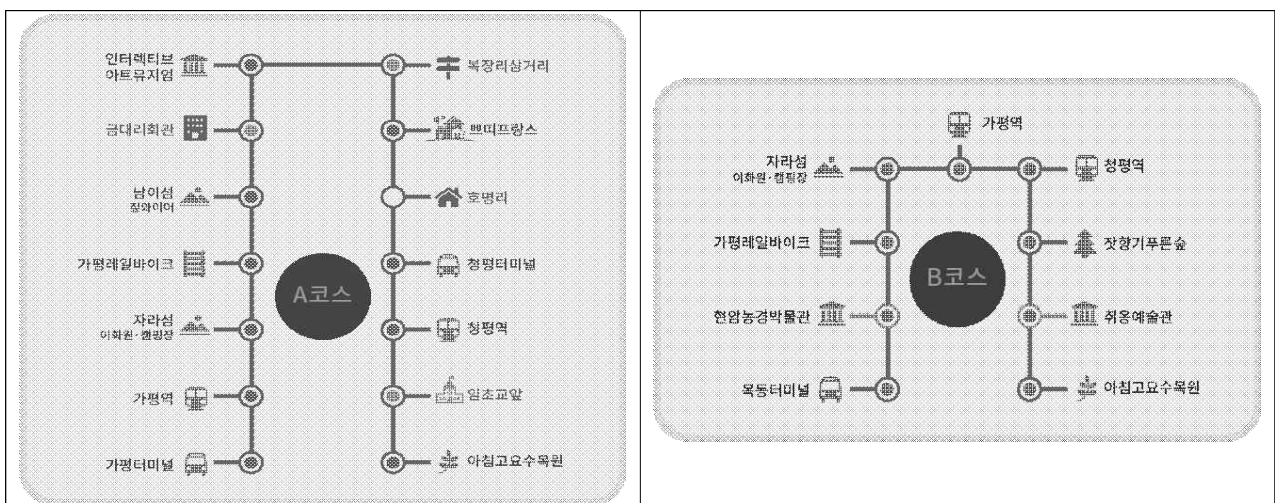 인터렉티브
아트뮤지엄
금대리회관
남이섬
짚와이어
가평레일바이크
자라섬
이화원·캠핑장
가평역
가평터미널
A코스
복장리삼거리
쁘띠프랑스
호명리
청평터미널
청평역
임초교앞
아침고요수목원
가평역
자라섬
이화원·캠핑장
가평레일바이크
현암농경박물관
목동터미널
B코스
청평역
잣향기푸른숲
취옹예술관
아침고요수목원